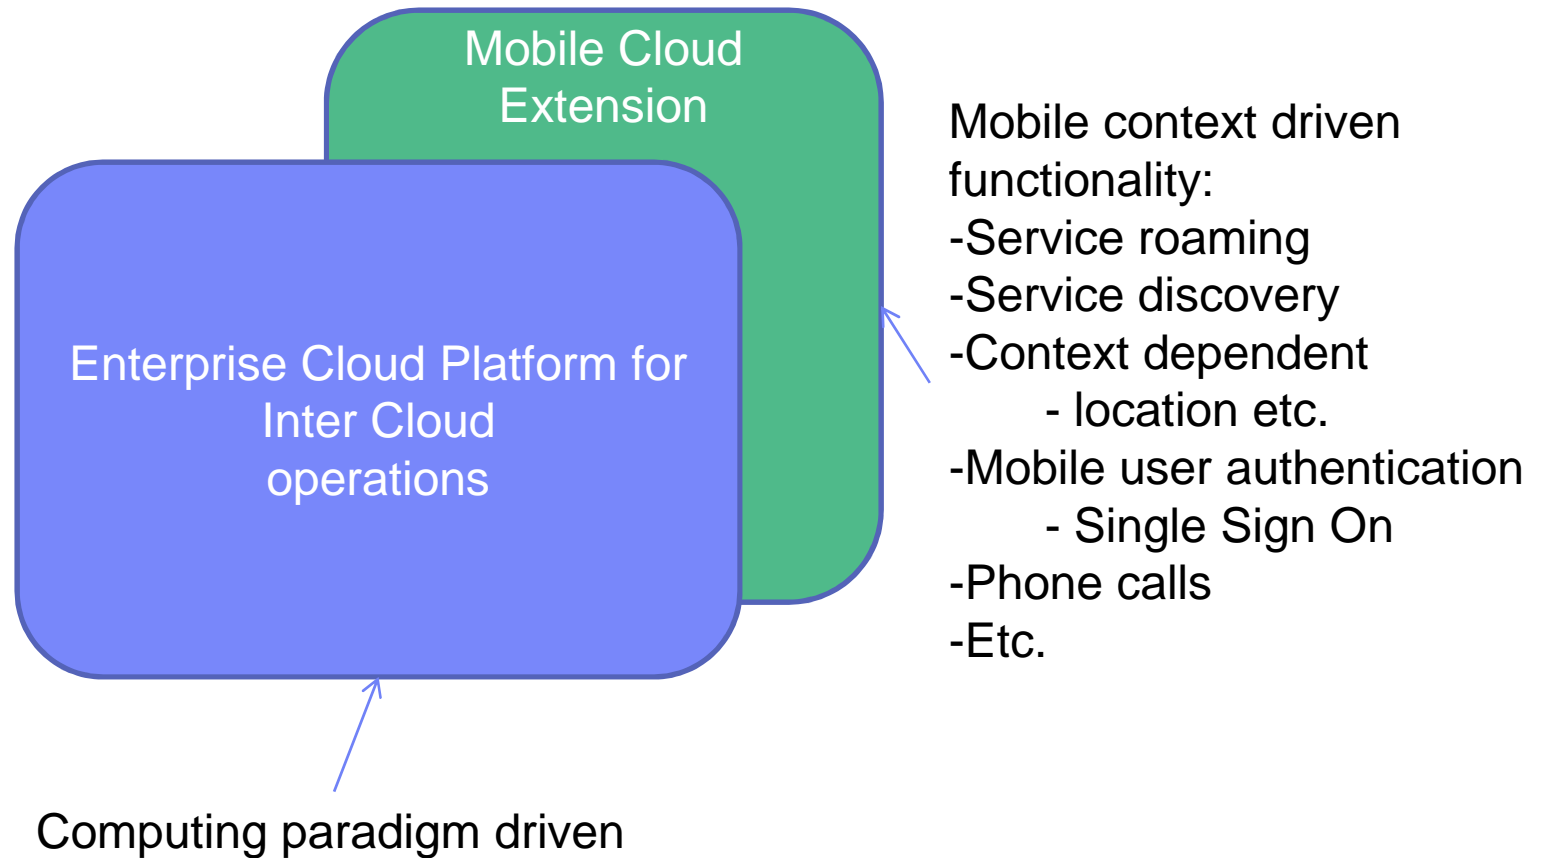 Mobile Cloud
Extension
Enterprise Cloud Platform for
Inter Cloud
operations
Mobile context driven
functionality:
-Service roaming
-Service discovery
-Context dependent
- location etc.
-Mobile user authentication
- Single Sign On
-Phone calls
-Etc.
Computing paradigm driven